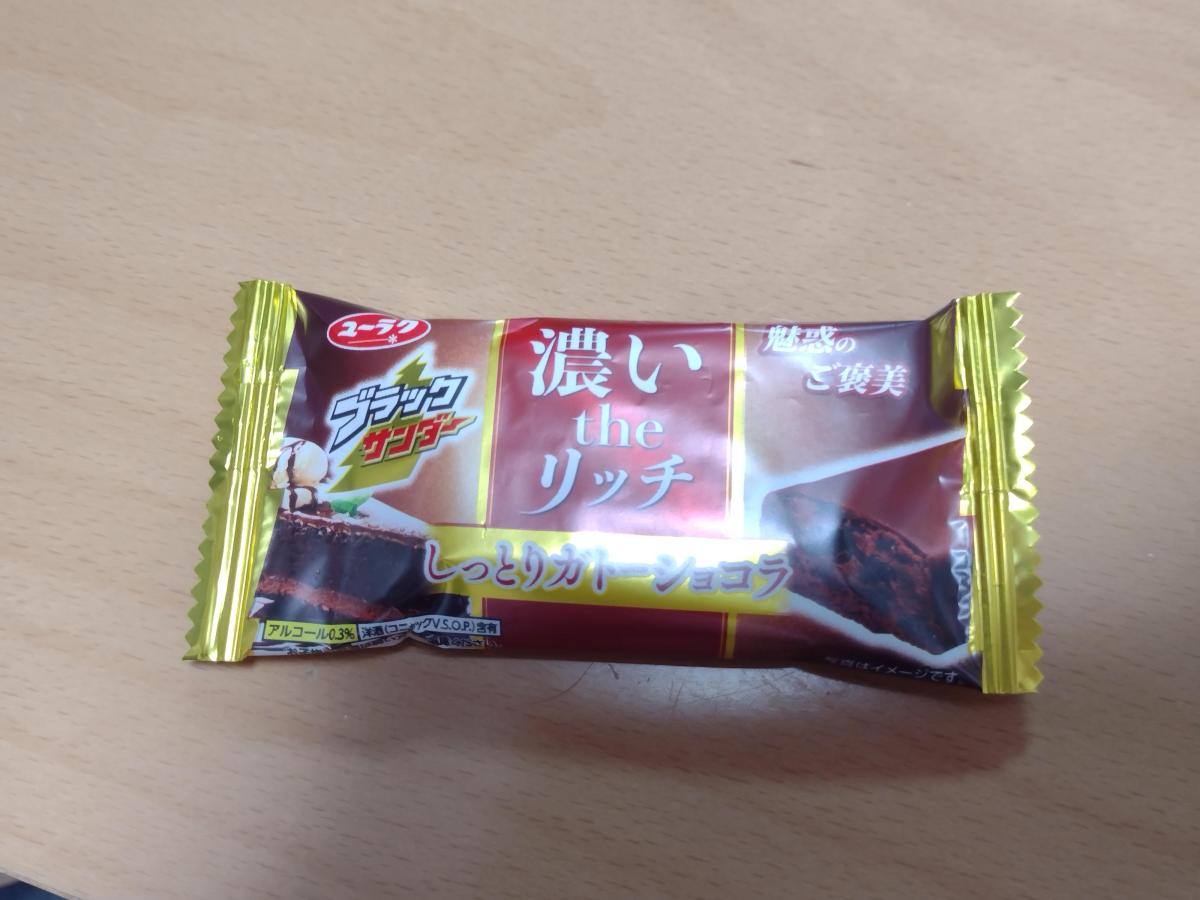 ユーラク
ブラック
サンダー
濃い
the
リッチ
しっとりガトーショコラ
魅惑の
ご褒美
アルコール0.3%
洋酒(コニャックV.S.O.P.)含有
写真はイメージです